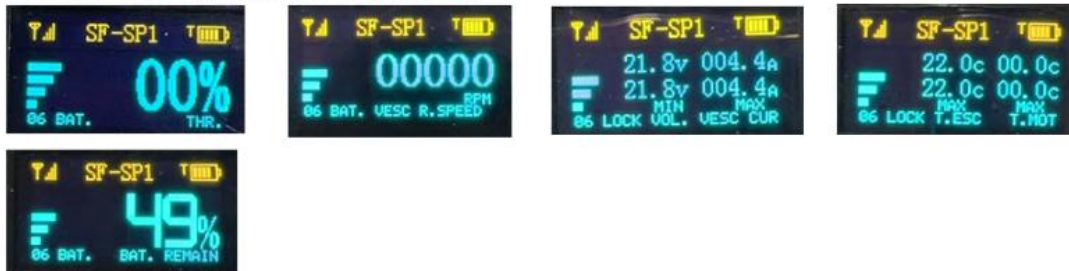 SF-SP1 T
00%
06 BAT. THR.
SF-SP1 T
00000
RPM
06 BAT. VESC R.SPEED
SF-SP1 T
21.8v 004.4A
21.8v 004.4A
MIN MAX
06 LOCK VOL. VESC CUR
SF-SP1 T
22.0c 00.0c
22.0c 00.0c
MAX MAX
06 LOCK T.ESC T.MOT
SF-SP1 T
49%
06 BAT. BAT. REMAIN